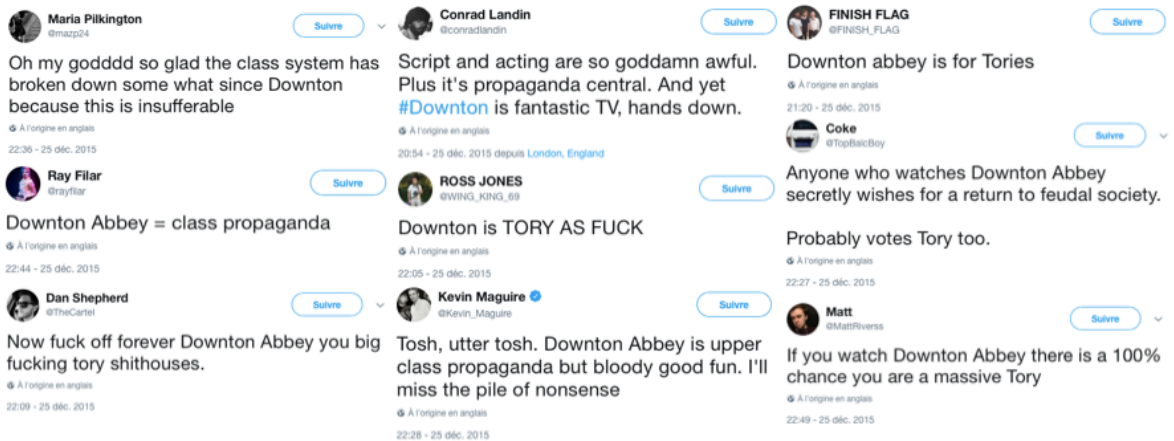 Maria Pilkington
@mazp24
Suivre
Oh my godddd so glad the class system has
broken down some what since Downton
because this is insufferable
À l'origine en anglais
22:36 - 25 déc. 2015
Ray Filar
@rayfilar
Suivre
Downton Abbey = class propaganda
À l'origine en anglais
22:44 - 25 déc. 2015
Dan Shepherd
@TheCartel
Suivre
Now fuck off forever Downton Abbey you big
fucking tory shithouses.
À l'origine en anglais
22:09 - 25 déc. 2015
Conrad Landin
@conradlandin
Suivre
Script and acting are so goddamn awful.
Plus it's propaganda central. And yet
#Downton is fantastic TV, hands down.
À l'origine en anglais
20:54 - 25 déc. 2015 depuis London, England
ROSS JONES
@WING_KING_69
Suivre
Downton is TORY AS FUCK
À l'origine en anglais
22:05 - 25 déc. 2015
Kevin Maguire
@Kevin_Maguire
Suivre
Tosh, utter tosh. Downton Abbey is upper
class propaganda but bloody good fun. I'll
miss the pile of nonsense
À l'origine en anglais
22:28 - 25 déc. 2015
FINISH FLAG
@FINISH_FLAG
Suivre
Downton abbey is for Tories
À l'origine en anglais
21:20 - 25 déc. 2015
Coke
@TopBalcBoy
Suivre
Anyone who watches Downton Abbey
secretly wishes for a return to feudal society.
Probably votes Tory too.
À l'origine en anglais
22:27 - 25 déc. 2015
Matt
@MattRiverss
Suivre
If you watch Downton Abbey there is a 100%
chance you are a massive Tory
À l'origine en anglais
22:49 - 25 déc. 2015